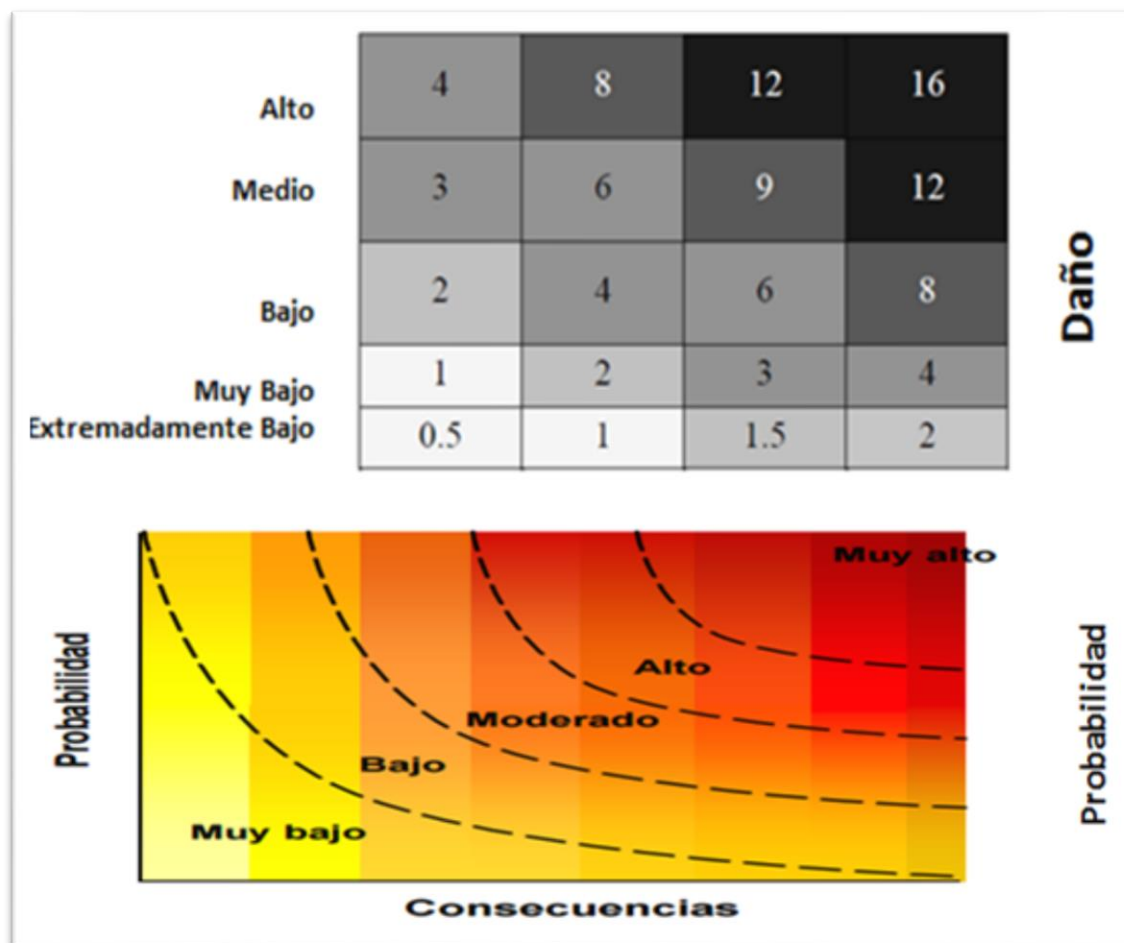 Alto
4 8 12 16
Medio
3 6 9 12
Bajo
2 4 6 8
Muy Bajo
1 2 3 4
Extremadamente Bajo
0.5 1 1.5 2
Daño
Muy alto
Alto
Moderado
Bajo
Muy bajo
Probabilidad
Consecuencias
Probabilidad